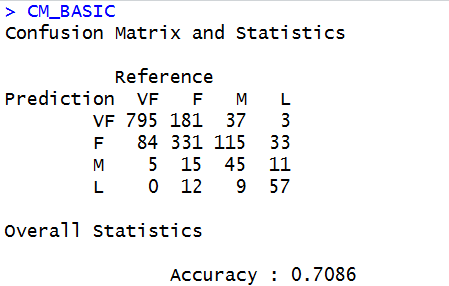 > CM_BASIC
Confusion Matrix and Statistics
Reference
Prediction VF F M L
VF 795 181 37 3
F 84 331 115 33
M 5 15 45 11
L 0 12 9 57
Overall Statistics
Accuracy : 0.7086